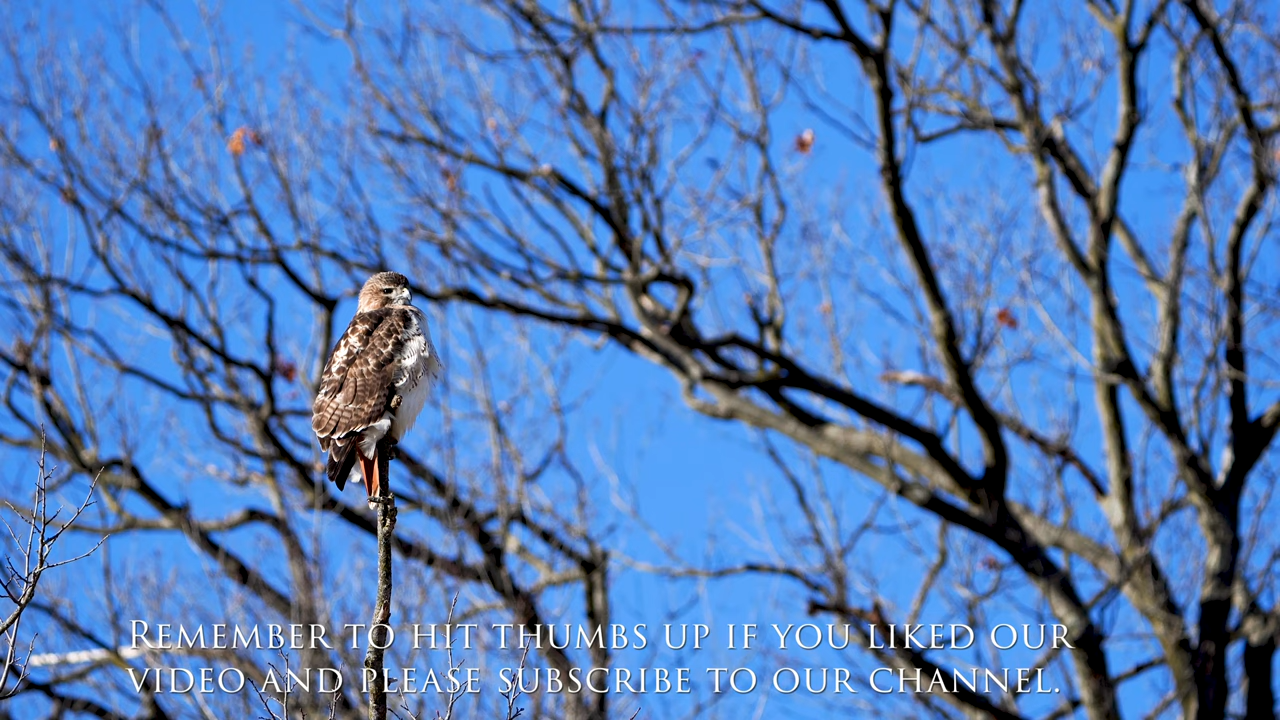 Remember to hit thumbs up if you liked our
video and please subscribe to our channel.